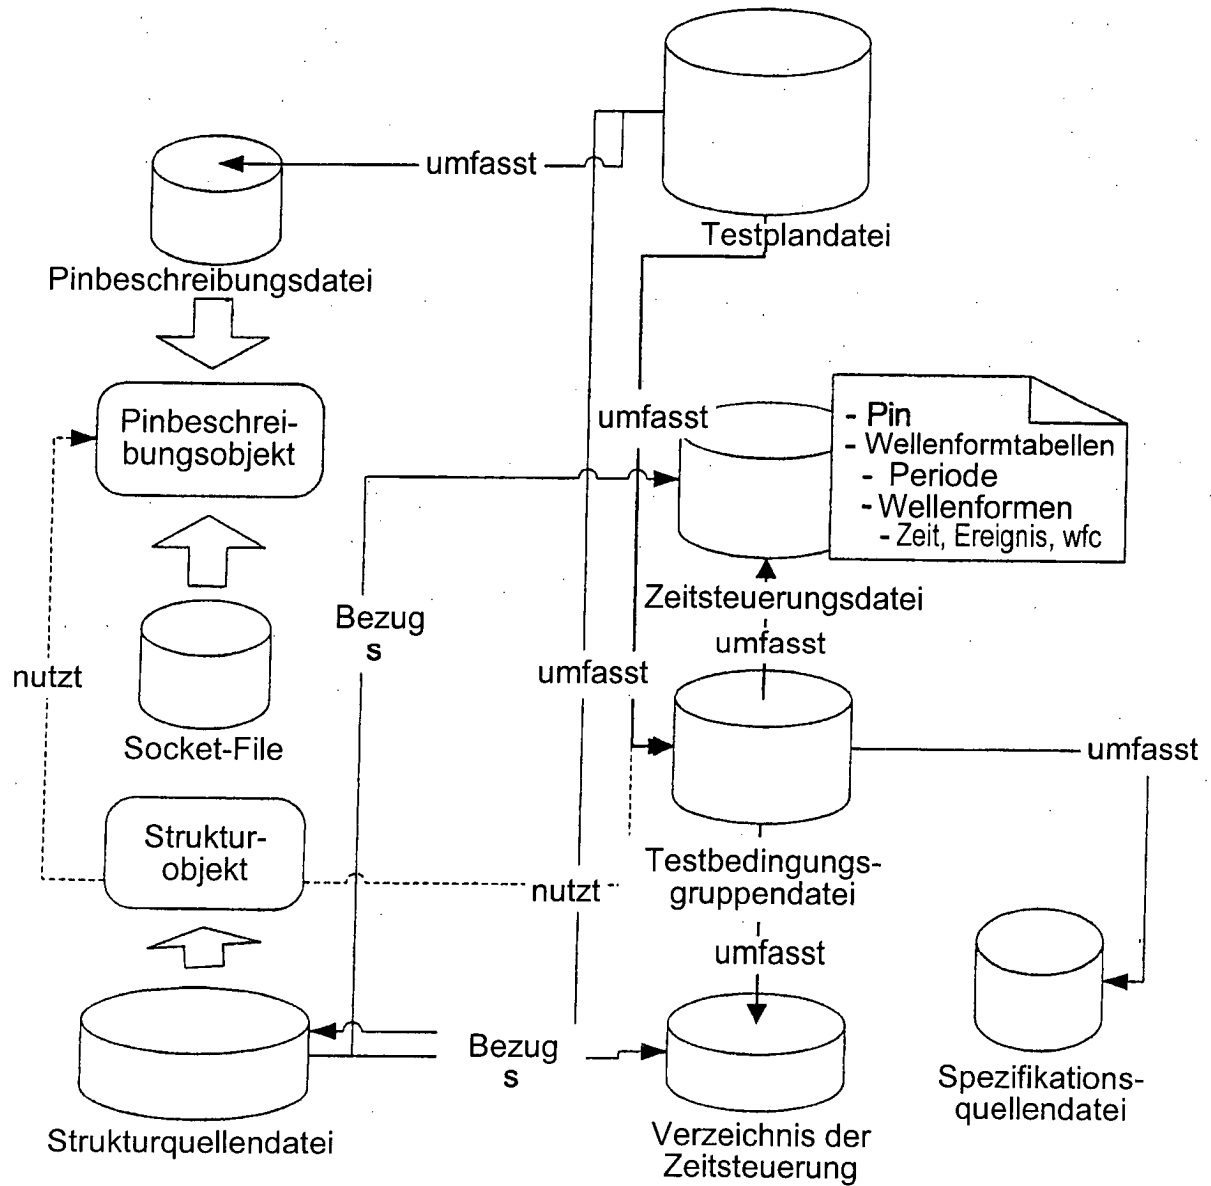 umfasst
Testplandatei
Pinbeschreibungsdatei
Pinbeschrei-
bungsobjekt
umfasst
- Pin
- Wellenformtabellen
- Periode
- Wellenformen
- Zeit, Ereignis, wfc
Zeitsteuerungsdatei
Bezug
s
umfasst
nutzt
umfasst
Socket-File
umfasst
Struktur-
objekt
Testbedingungs-
gruppendatei
nutzt
umfasst
Bezug
s
Strukturquellendatei
Verzeichnis der
Zeitsteuerung
Spezifikations-
quellendatei